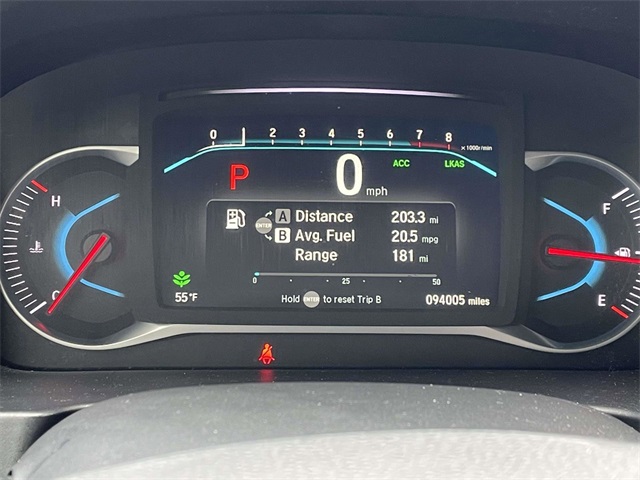 0 2 3 4 5 6 7 8 ×1000r/min
P 0 mph ACC LKAS
H F
A Distance 203.3 mi
ENTER
B Avg. Fuel 20.5 mpg
Range 181 mi
0 25 50
C E
55°F Hold ENTER to reset Trip B 094005 miles